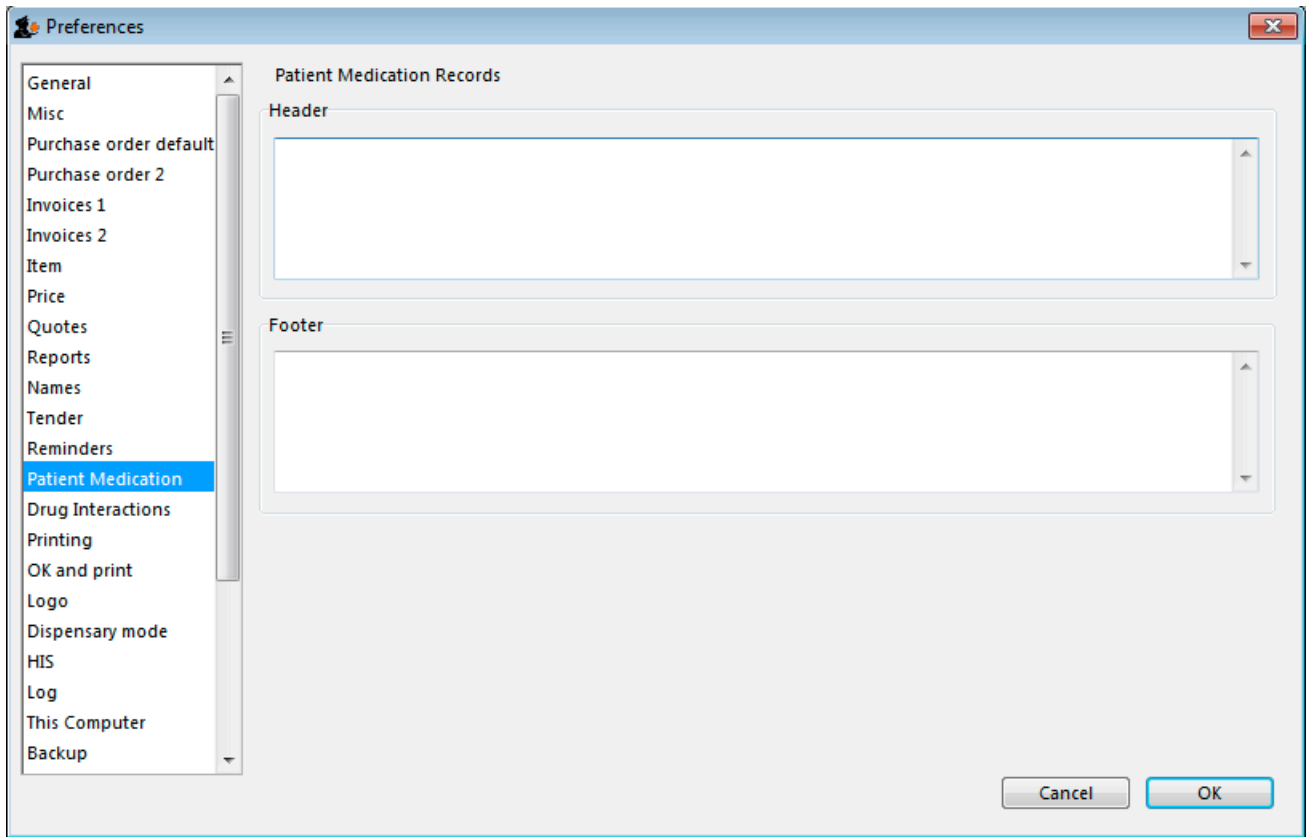 Preferences
General
Misc
Purchase order default
Purchase order 2
Invoices 1
Invoices 2
Item
Price
Quotes
Reports
Names
Tender
Reminders
Patient Medication
Drug Interactions
Printing
OK and print
Logo
Dispensary mode
HIS
Log
This Computer
Backup
Patient Medication Records
Header
Footer
Cancel
OK